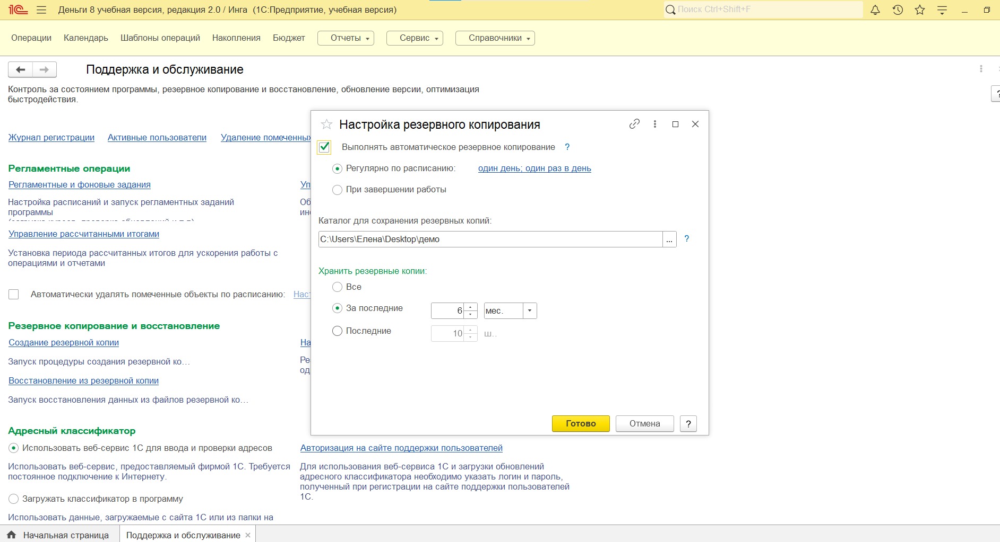 1С Деньги 8 учебная версия, редакция 2.0 / Инга (1С:Предприятие, учебная версия) Поиск Ctrl+Shift+F
Операции Календарь Шаблоны операций Накопления Бюджет Отчеты Сервис Справочники
Поддержка и обслуживание
Контроль за состоянием программы, резервное копирование и восстановление, обновление версии, оптимизация
быстродействия.
?
Журнал регистрации Активные пользователи Удаление помеченных
Регламентные операции
Регламентные и фоновые задания
Уп
Настройка расписаний и запуск регламентных заданий
программы
Об
ин
Управление рассчитанными итогами
Установка периода рассчитанных итогов для ускорения работы с
операциями и отчетами
Автоматически удалять помеченные объекты по расписанию: Наст
Резервное копирование и восстановление
Создание резервной копии
На
Запуск процедуры создания резервной ко…
Ре
од
Восстановление из резервной копии
Запуск восстановления данных из файлов резервной ко…
Адресный классификатор
Использовать веб-сервис 1С для ввода и проверки адресов
Использовать веб-сервис, предоставляемый фирмой 1С. Требуется
постоянное подключение к Интернету.
Авторизация на сайте поддержки пользователей
Для использования веб-сервиса 1С и загрузки обновлений
адресного классификатора необходимо указать логин и пароль,
полученный при регистрации на сайте поддержки пользователей
1С.
Загружать классификатор в программу
Использовать данные, загружаемые с сайта 1С или из папки на
Настройка резервного копирования
Выполнять автоматическое резервное копирование ?
Регулярно по расписанию: один день; один раз в день
При завершении работы
Каталог для сохранения резервных копий:
C:\Users\Елена\Desktop\демо ... ?
Хранить резервные копии:
Все
За последние 6 мес.
Последние 10 ш..
Готово Отмена ?
Начальная страница Поддержка и обслуживание